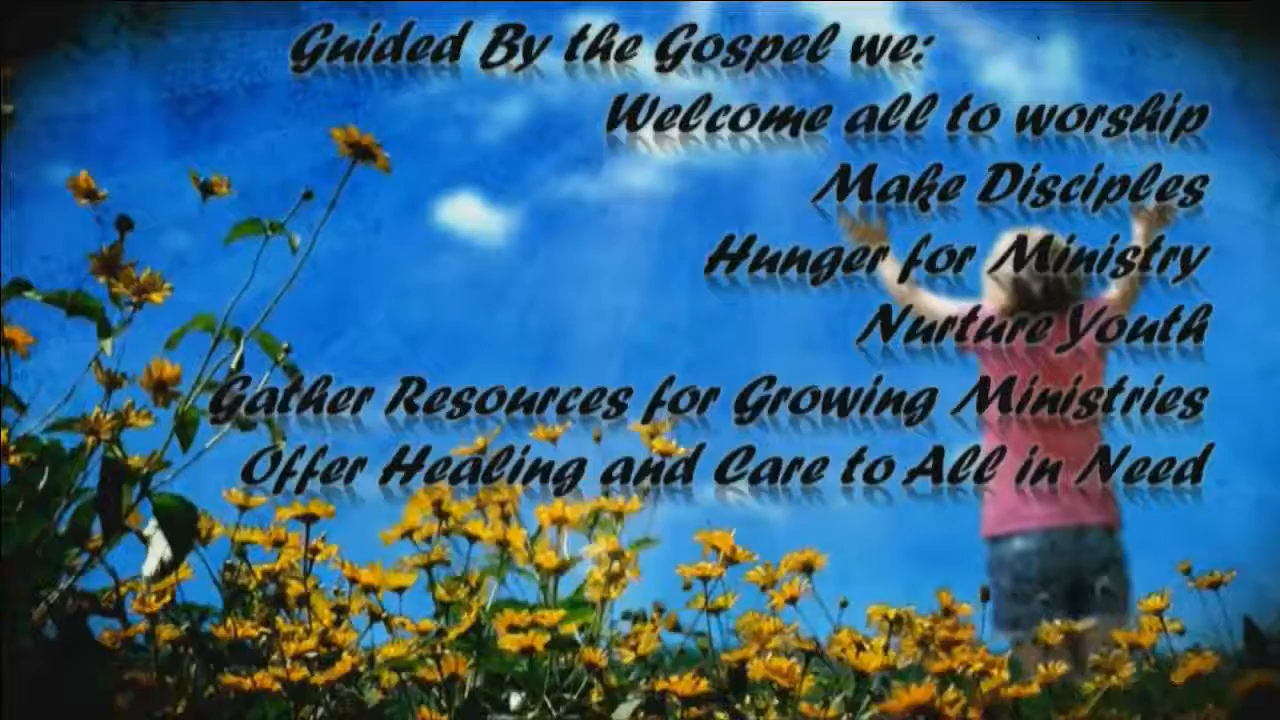 Guided By the Gospel we:
Welcome all to worship
Make Disciples
Hunger for Ministry
Nurture Youth
Gather Resources for Growing Ministries
Offer Healing and Care to All in Need